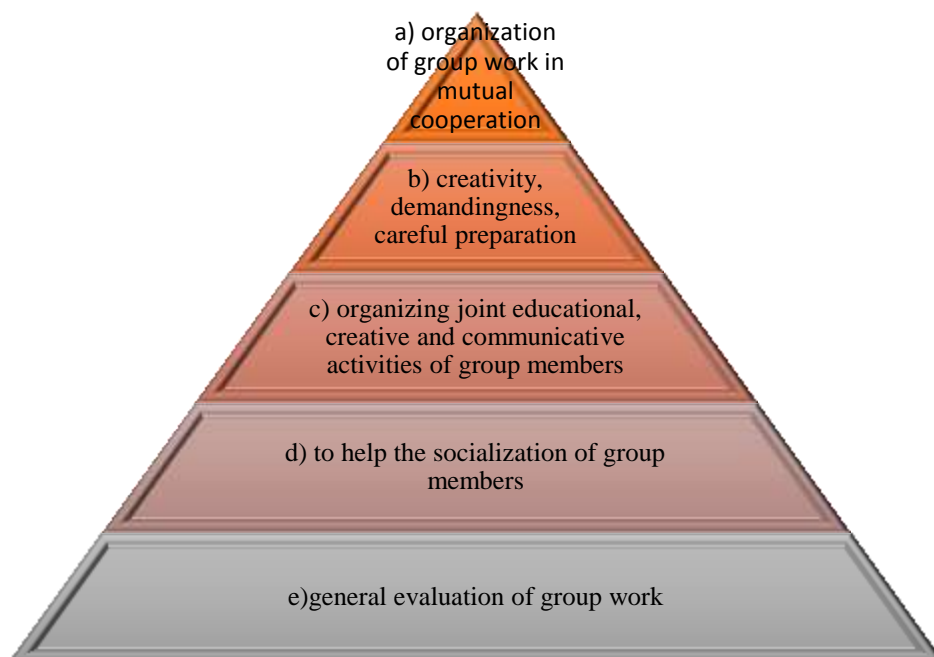 a) organization
of group work in
mutual
cooperation
b) creativity,
demandingness,
careful preparation
c) organizing joint educational,
creative and communicative
activities of group members
d) to help the socialization of group
members
e)general evaluation of group work